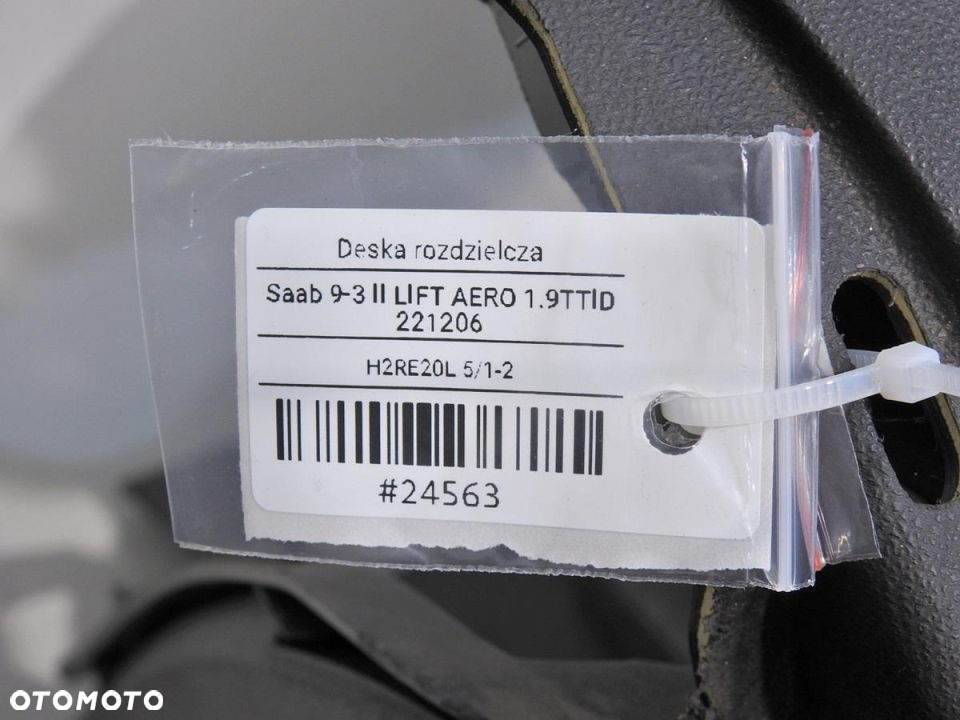 Deska rozdzielcza
Saab 9-3 II LIFT AERO 1.9TTID
221206
H2RE20L 5/1-2
#24563
OTOMOTO